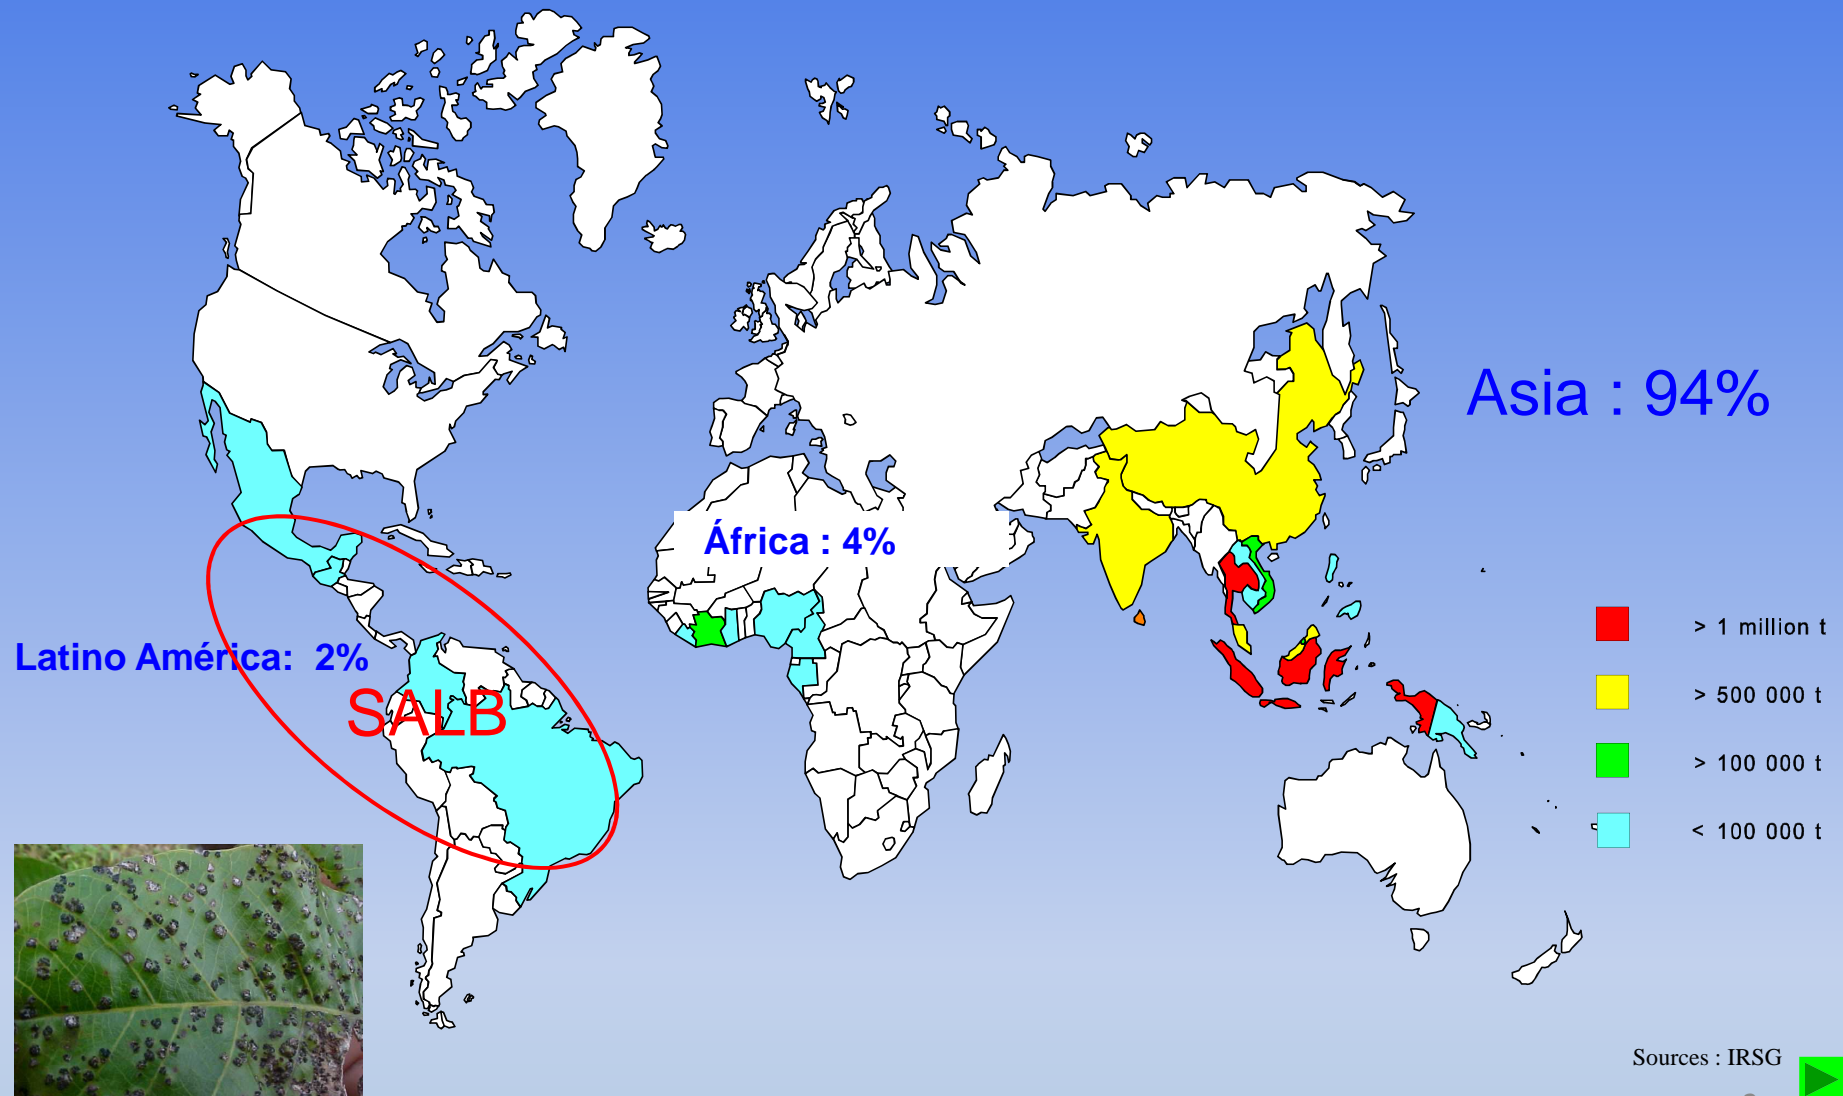 Asia : 94%
África : 4%
Latino América:  2%
SALB
> 1 million t
> 500 000 t
> 100 000 t
< 100 000 t
Sources : IRSG